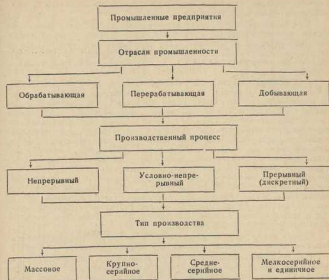 Промышленные предприятия
Отрасли промышленности
Обрабатывающая
Перерабатывающая
Добывающая
Производственный процесс
Непрерывный
Условно-непре-
рывный
Прерывный
(дискретный)
Тип производства
Массовое
Крупно-
серийное
Средне-
серийное
Мелкосерийное
и единичное